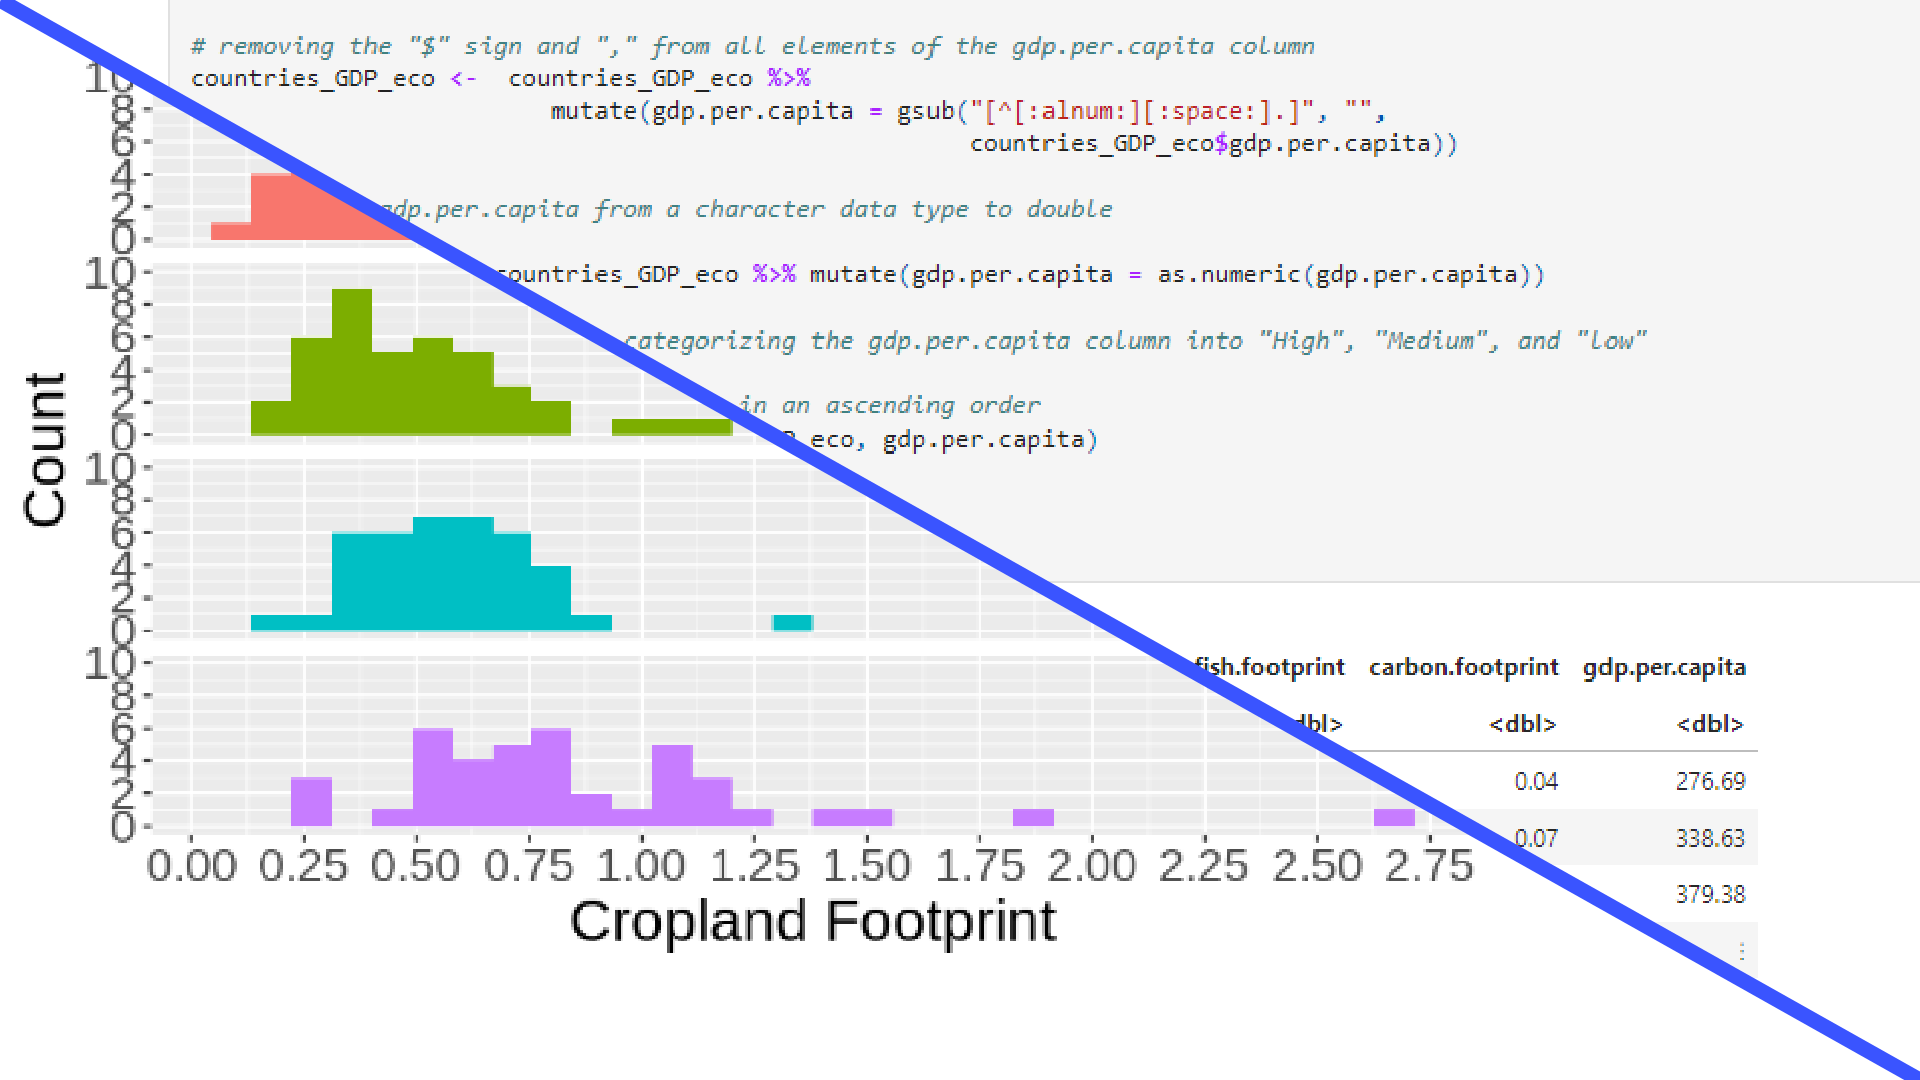 # removing the "$" sign and "," from all elements of the gdp.per.capita column
countries_GDP_eco <-  countries_GDP_eco %>%
mutate(gdp.per.capita = gsub("[^[:alnum:][:space:].]", "",
countries_GDP_eco$gdp.per.capita))
gdp.per.capita from a character data type to double
countries_GDP_eco %>% mutate(gdp.per.capita = as.numeric(gdp.per.capita))
categorizing the gdp.per.capita column into "High", "Medium", and "low"
in an ascending order
eco, gdp.per.capita)
fish.footprint carbon.footprint gdp.per.capita
<dbl> <dbl>
0.04 276.69
0.07 338.63
379.38
⋮
Count
10
8
6
4
2
0
10
8
6
4
2
0
10
8
6
4
2
0
10
8
6
4
2
0
0.00 0.25 0.50 0.75 1.00 1.25 1.50 1.75 2.00 2.25 2.50 2.75
Cropland Footprint